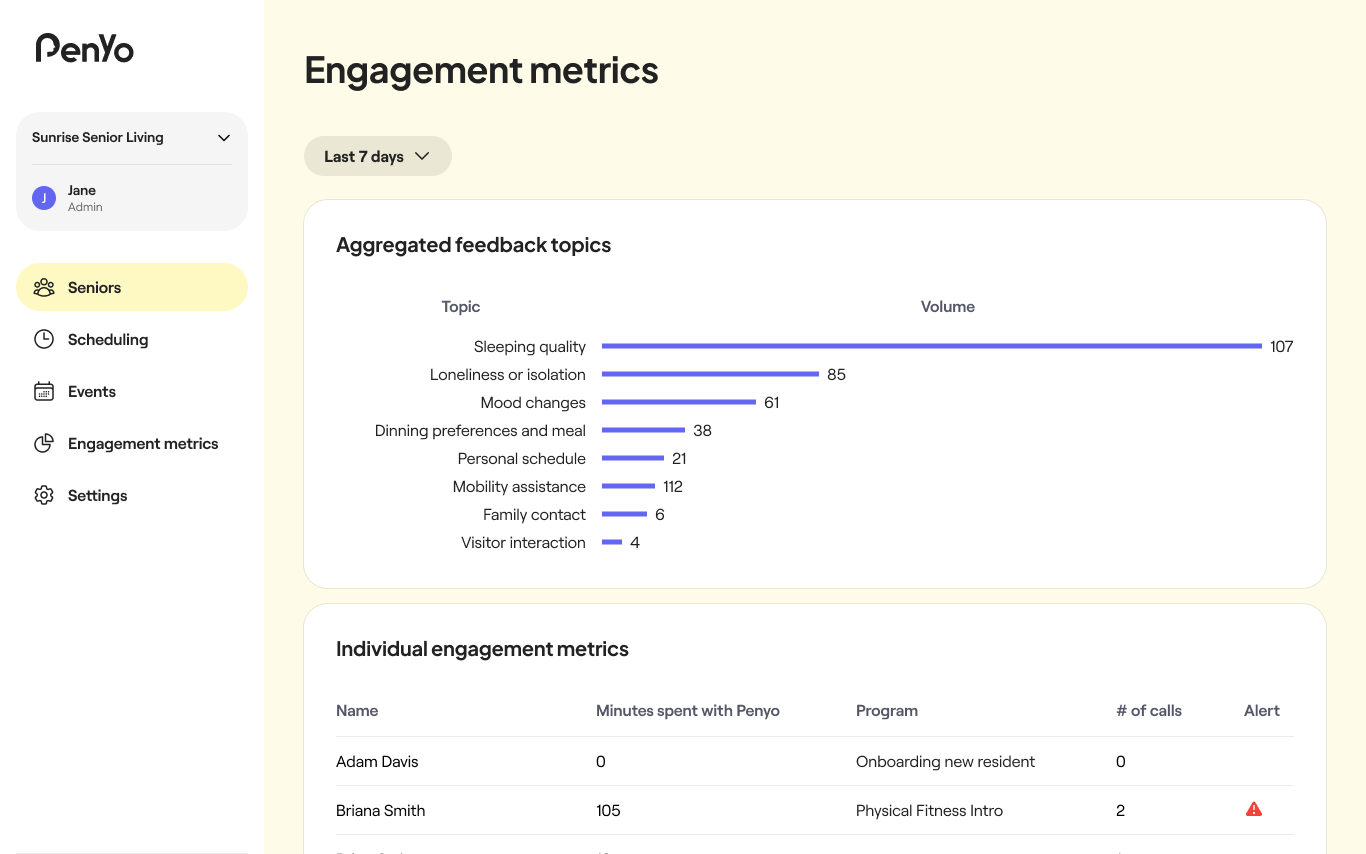 PenYo
Engagement metrics
Sunrise Senior Living
Last 7 days
J
Jane
Admin
Aggregated feedback topics
Seniors
Scheduling
Events
Engagement metrics
Settings
Topic Volume
Sleeping quality 107
Loneliness or isolation 85
Mood changes 61
Dinning preferences and meal 38
Personal schedule 21
Mobility assistance 112
Family contact 6
Visitor interaction 4
Individual engagement metrics
Name Minutes spent with Penyo Program # of calls Alert
Adam Davis 0 Onboarding new resident 0
Briana Smith 105 Physical Fitness Intro 2